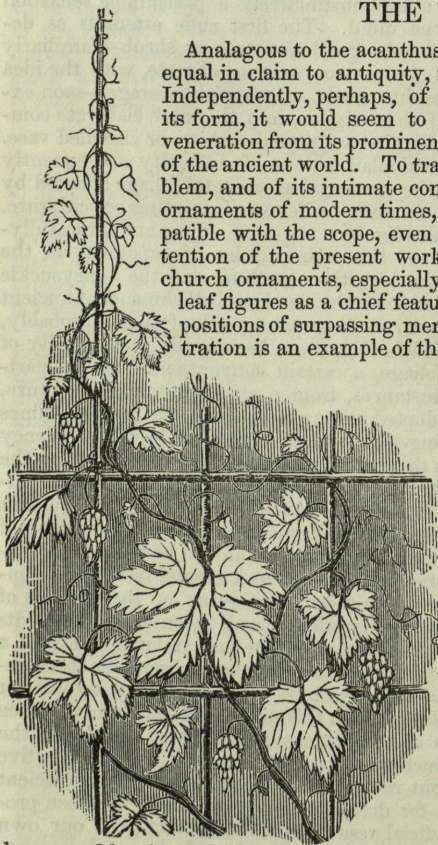 THE
Analagous to the acanthus
equal in claim to antiquity,
Independently, perhaps, of
its form, it would seem to
veneration from its prominen
of the ancient world. To tra
blem, and of its intimate con
ornaments of modern times,
patible with the scope, even
tention of the present work
church ornaments, especially
leaf figures as a chief featu
positions of surpassing mer
tration is an example of th